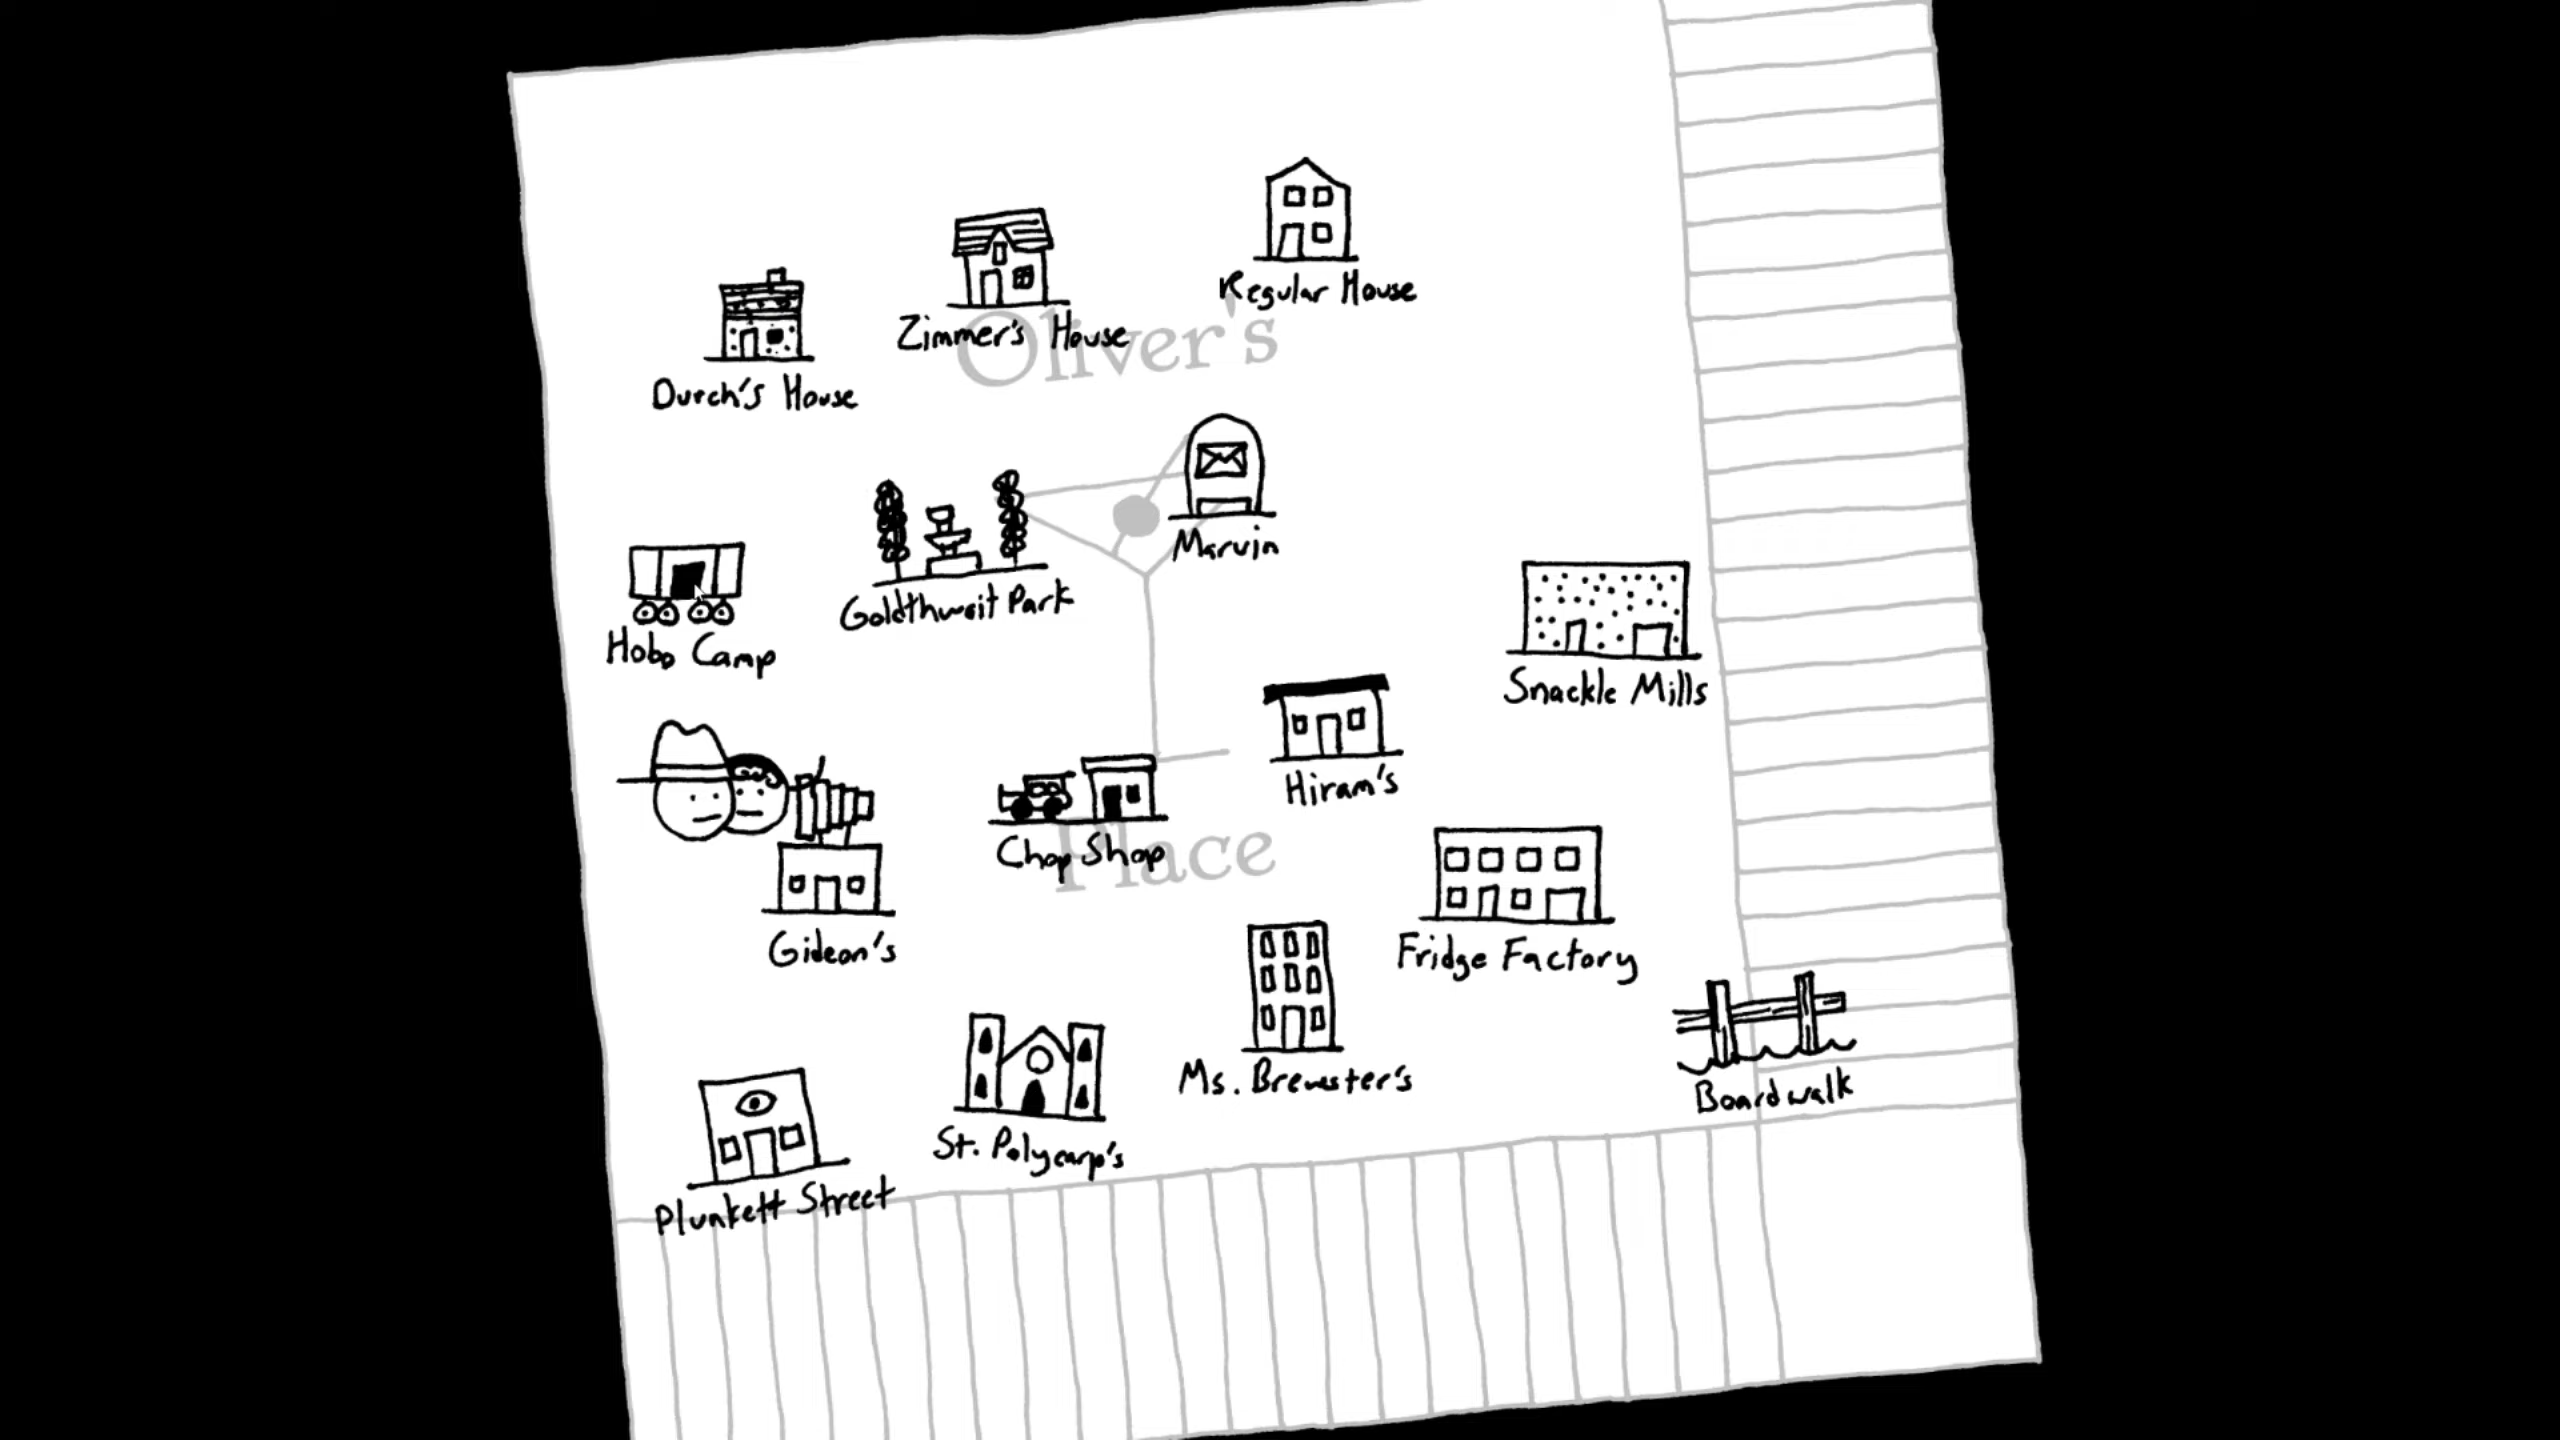 Regular House
Zimmer's House
Oliver's
Durch's House
Marvin
Goldthwait Park
Hobo Camp
Snackle Mills
Hiram's
Chop Shop
Place
Gideon's
Fridge Factory
Ms. Brewster's
Boardwalk
St. Polycarp's
Plunkett Street